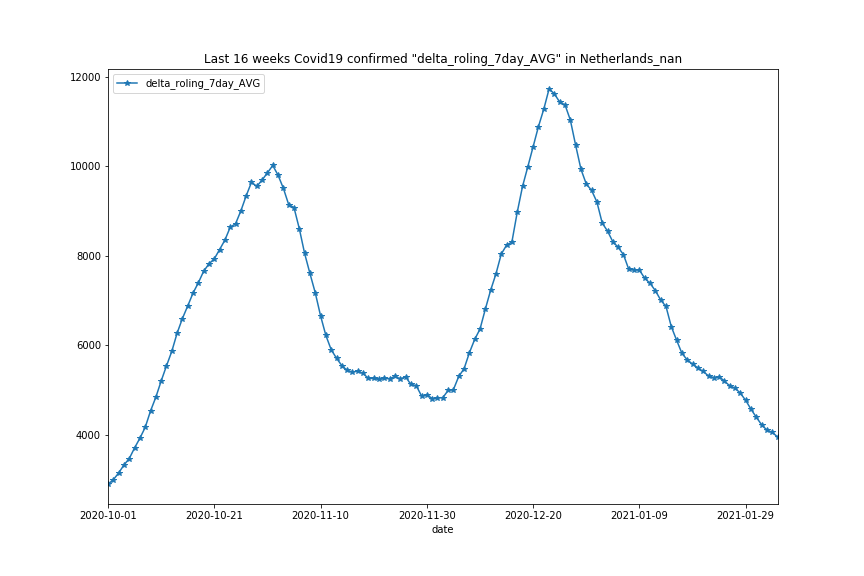 Last 16 weeks Covid19 confirmed "delta_roling_7day_AVG" in Netherlands_nan
delta_roling_7day_AVG
12000
10000
8000
6000
4000
2020-10-01 2020-10-21 2020-11-10 2020-11-30 2020-12-20 2021-01-09 2021-01-29
date